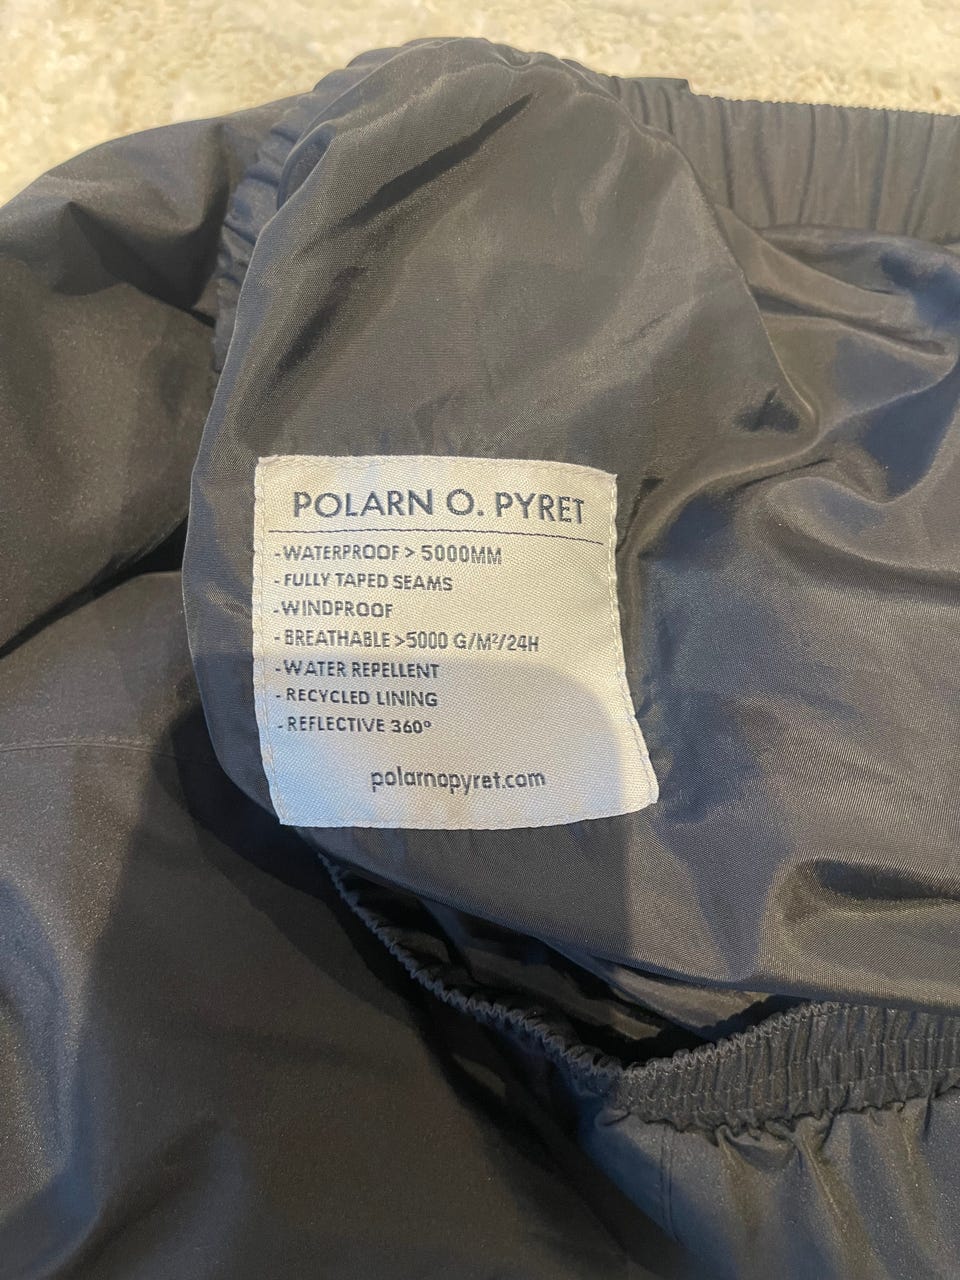 POLARN O. PYRET
-WATERPROOF > 5000MM
- FULLY TAPED SEAMS
-WINDPROOF
- BREATHABLE >5000 G/M²/24H
-WATER REPELLENT
- RECYCLED LINING
- REFLECTIVE 360°
polarnopyret.com